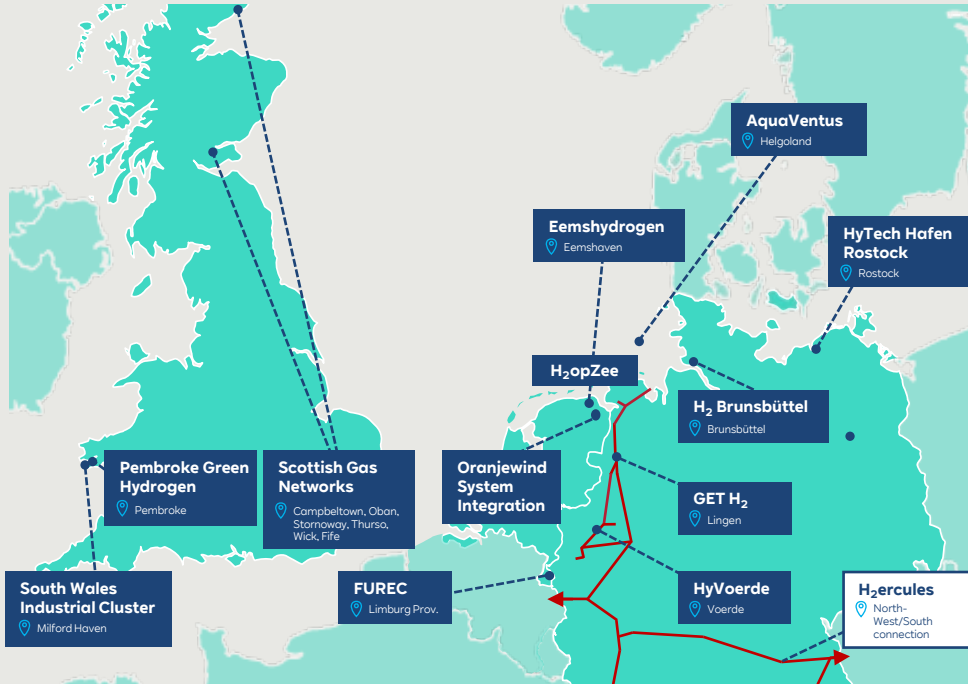 AquaVentus
Helgoland
Eemshydrogen
Eemshaven
HyTech Hafen
Rostock
Rostock
H₂opZee
H₂ Brunsbüttel
Brunsbüttel
Pembroke Green
Hydrogen
Pembroke
Scottish Gas
Networks
Campbeltown, Oban,
Stornoway, Thurso,
Wick, Fife
Oranjewind
System
Integration
GET H₂
Lingen
South Wales
Industrial Cluster
Milford Haven
FUREC
Limburg Prov.
HyVoerde
Voerde
H₂ercules
North-
West/South
connection